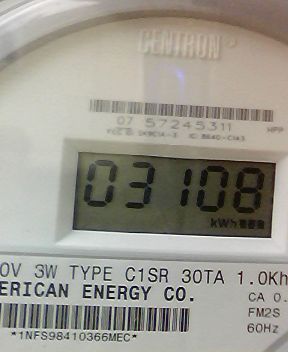 CENTRON
07 57245311
HPP
03108
kWh
0V 3W TYPE C1SR 30TA 1.0Kh
ERICAN ENERGY CO.
CA 0.
FM2S
60Hz
*1NFS98410366MEC*